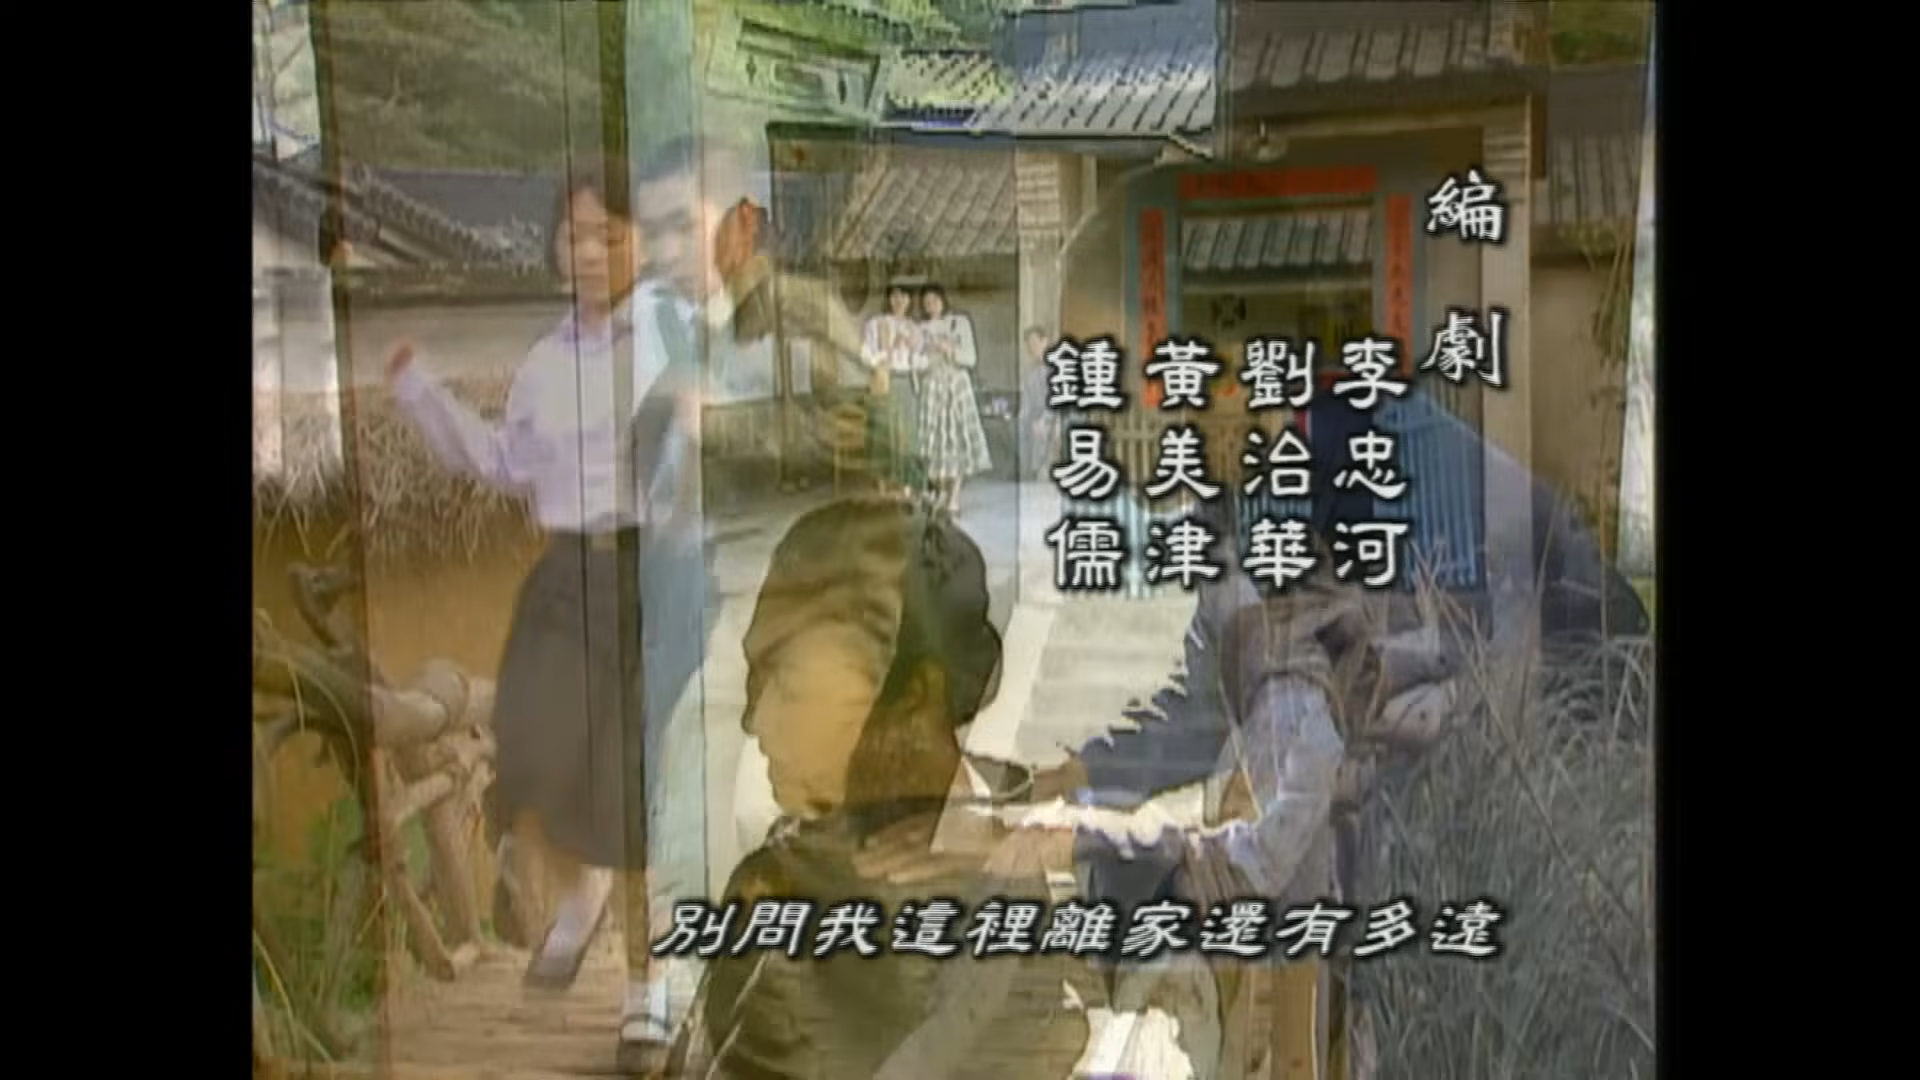 編劇
李忠河
劉治華
黃美津
鍾易儒
別問我這裡離家還有多遠